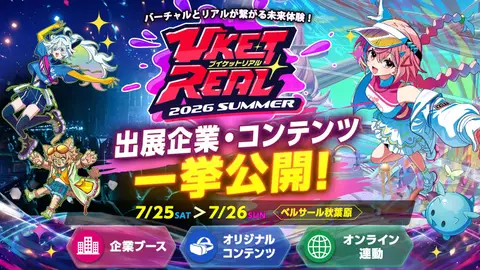 バーチャルとリアルが繋がる未来体験!
VKET
ブイケットリアル
REAL
2026 SUMMER
出展企業・コンテンツ
一挙公開!
7/25 SAT > 7/26 SUN ベルサール秋葉原
企業ブース
オリジナル
コンテンツ
オンライン
連動